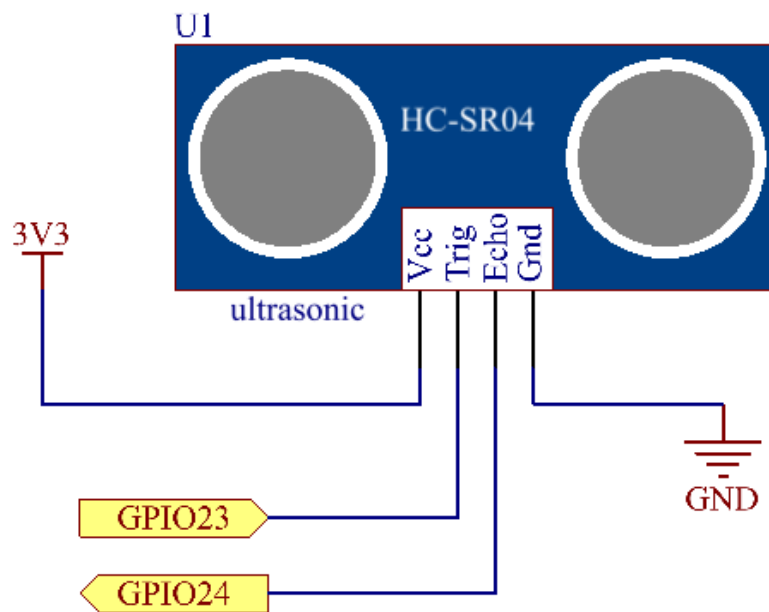 U1
HC-SR04
3V3
Vcc
Trig
Echo
Gnd
ultrasonic
GPIO23
GND
GPIO24